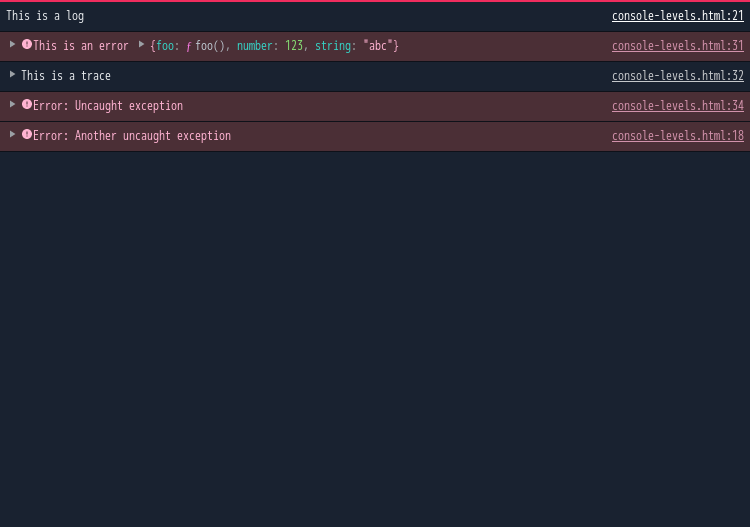 This is a log console-levels.html:21
This is an error {foo: ƒ foo(), number: 123, string: "abc"} console-levels.html:31
This is a trace console-levels.html:32
Error: Uncaught exception console-levels.html:34
Error: Another uncaught exception console-levels.html:18